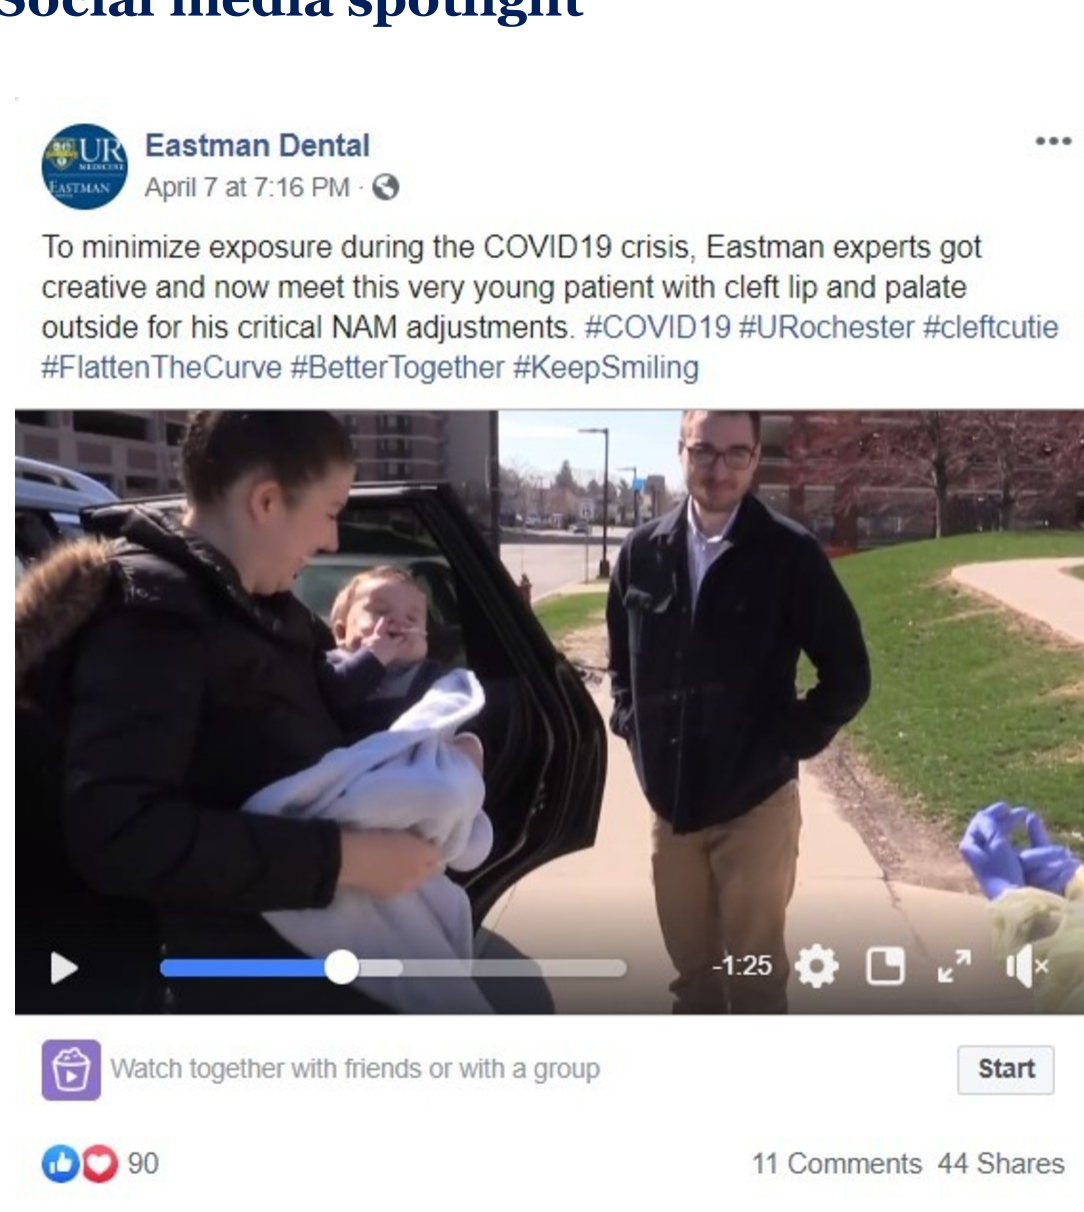 Social media spotlight
Eastman Dental
April 7 at 7:16 PM ·
UR
MEDICINE
EASTMAN
To minimize exposure during the COVID19 crisis, Eastman experts got
creative and now meet this very young patient with cleft lip and palate
outside for his critical NAM adjustments. #COVID19 #URochester #cleftcutie
#FlattenTheCurve #BetterTogether #KeepSmiling
-1:25
Watch together with friends or with a group
Start
90
11 Comments 44 Shares